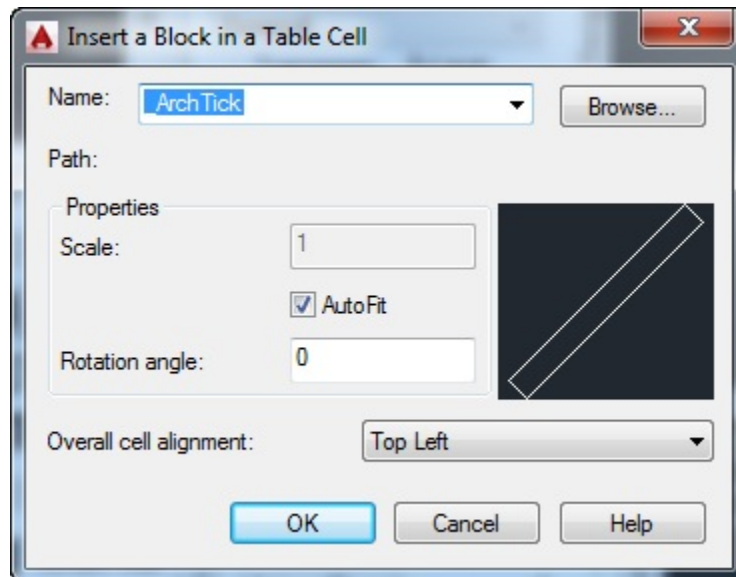 Insert a Block in a Table Cell
Name: _ArchTick Browse...
Path:
Properties
Scale: 1
AutoFit
Rotation angle: 0
Overall cell alignment: Top Left
OK Cancel Help